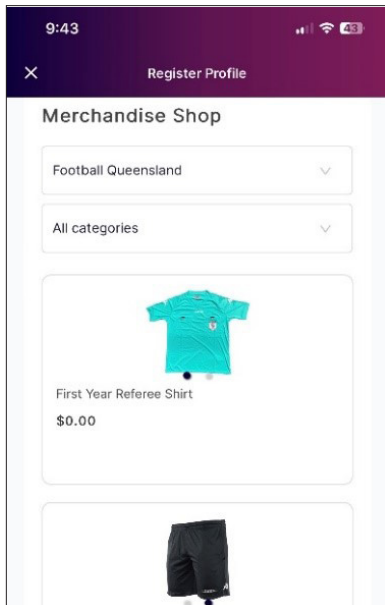 9:43
43
Register Profile
Merchandise Shop
Football Queensland
All categories
First Year Referee Shirt
$0.00